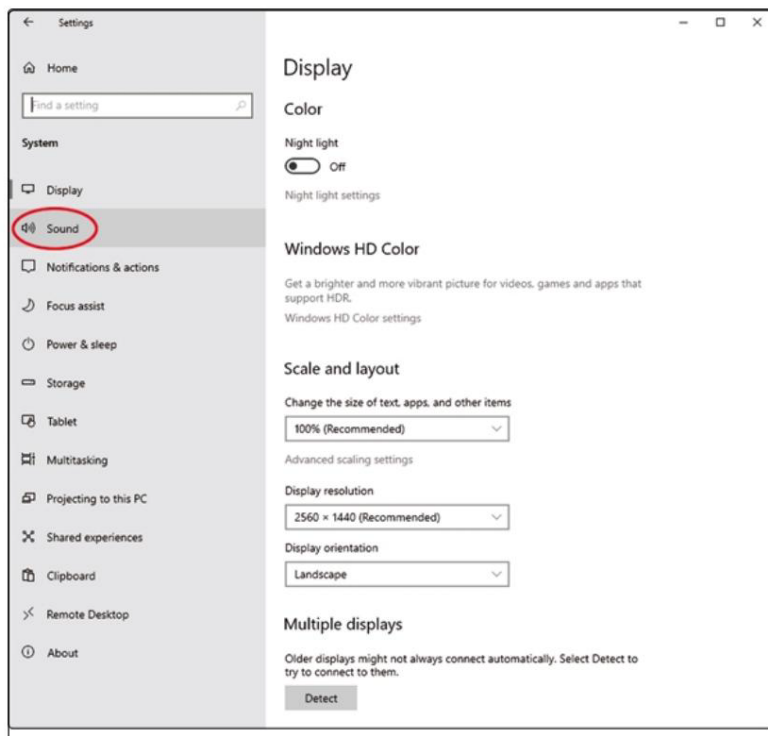 Settings
Home
Find a setting
System
Display
Sound
Notifications & actions
Focus assist
Power & sleep
Storage
Tablet
Multitasking
Projecting to this PC
Shared experiences
Clipboard
Remote Desktop
About
Display
Color
Night light
Off
Night light settings
Windows HD Color
Get a brighter and more vibrant picture for videos, games and apps that
support HDR.
Windows HD Color settings
Scale and layout
Change the size of text, apps, and other items
100% (Recommended)
Advanced scaling settings
Display resolution
2560 × 1440 (Recommended)
Display orientation
Landscape
Multiple displays
Older displays might not always connect automatically. Select Detect to
try to connect to them.
Detect